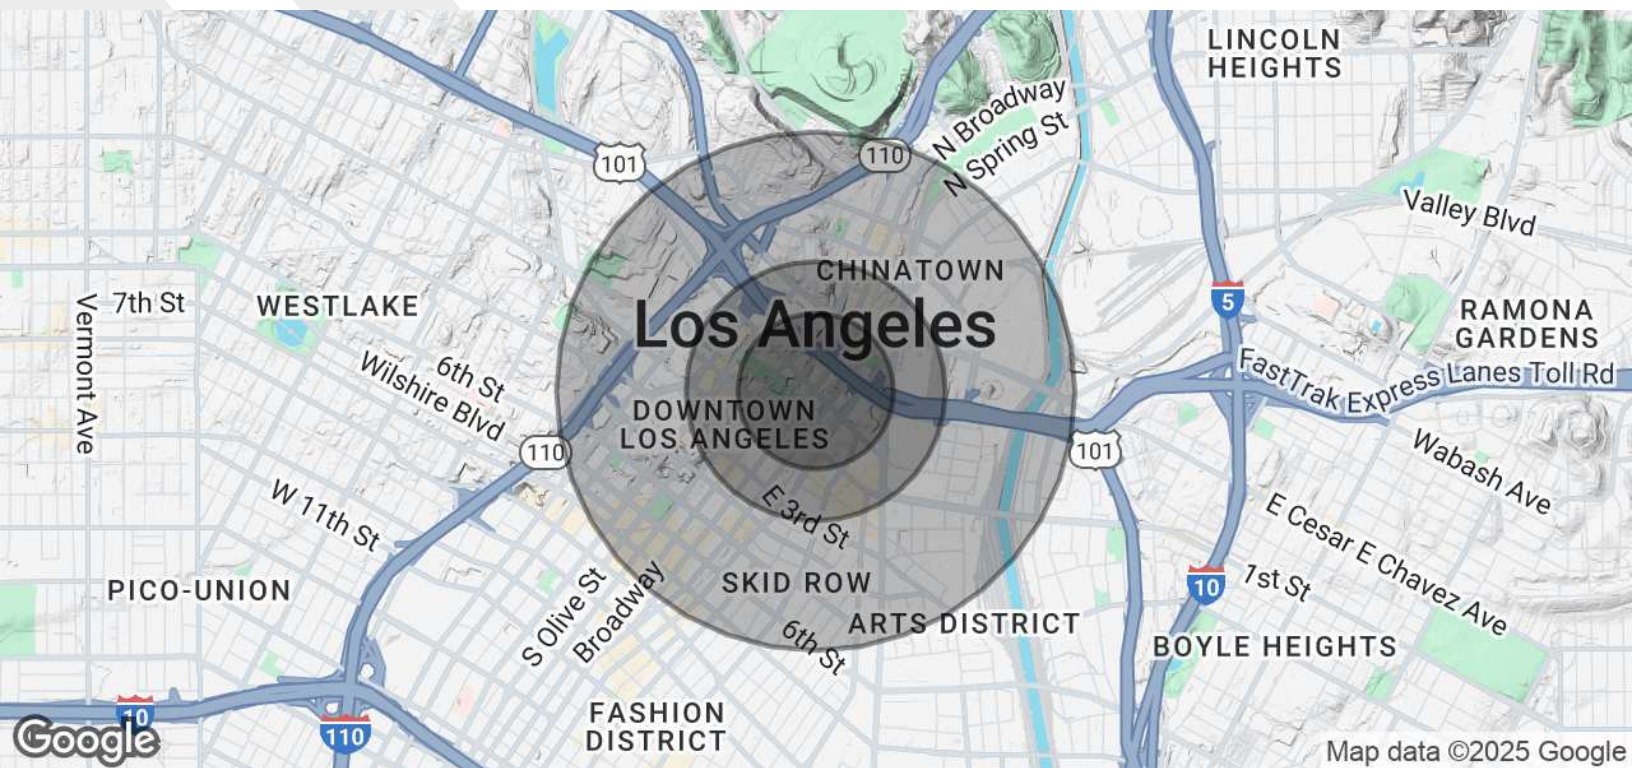 LINCOLN
HEIGHTS
N Broadway
N Spring St
110
101
Valley Blvd
CHINATOWN
7th St
WESTLAKE
Vermont Ave
5
Los Angeles
RAMONA
GARDENS
FastTrak Express Lanes Toll Rd
6th St
Wilshire Blvd
DOWNTOWN
LOS ANGELES
110
101
Wabash Ave
W 11th St
E 3rd St
E Cesar E Chavez Ave
PICO-UNION
SKID ROW
10
1st St
S Olive St
Broadway
6th St
ARTS DISTRICT
BOYLE HEIGHTS
10
110
FASHION
DISTRICT
Google
Map data ©2025 Google